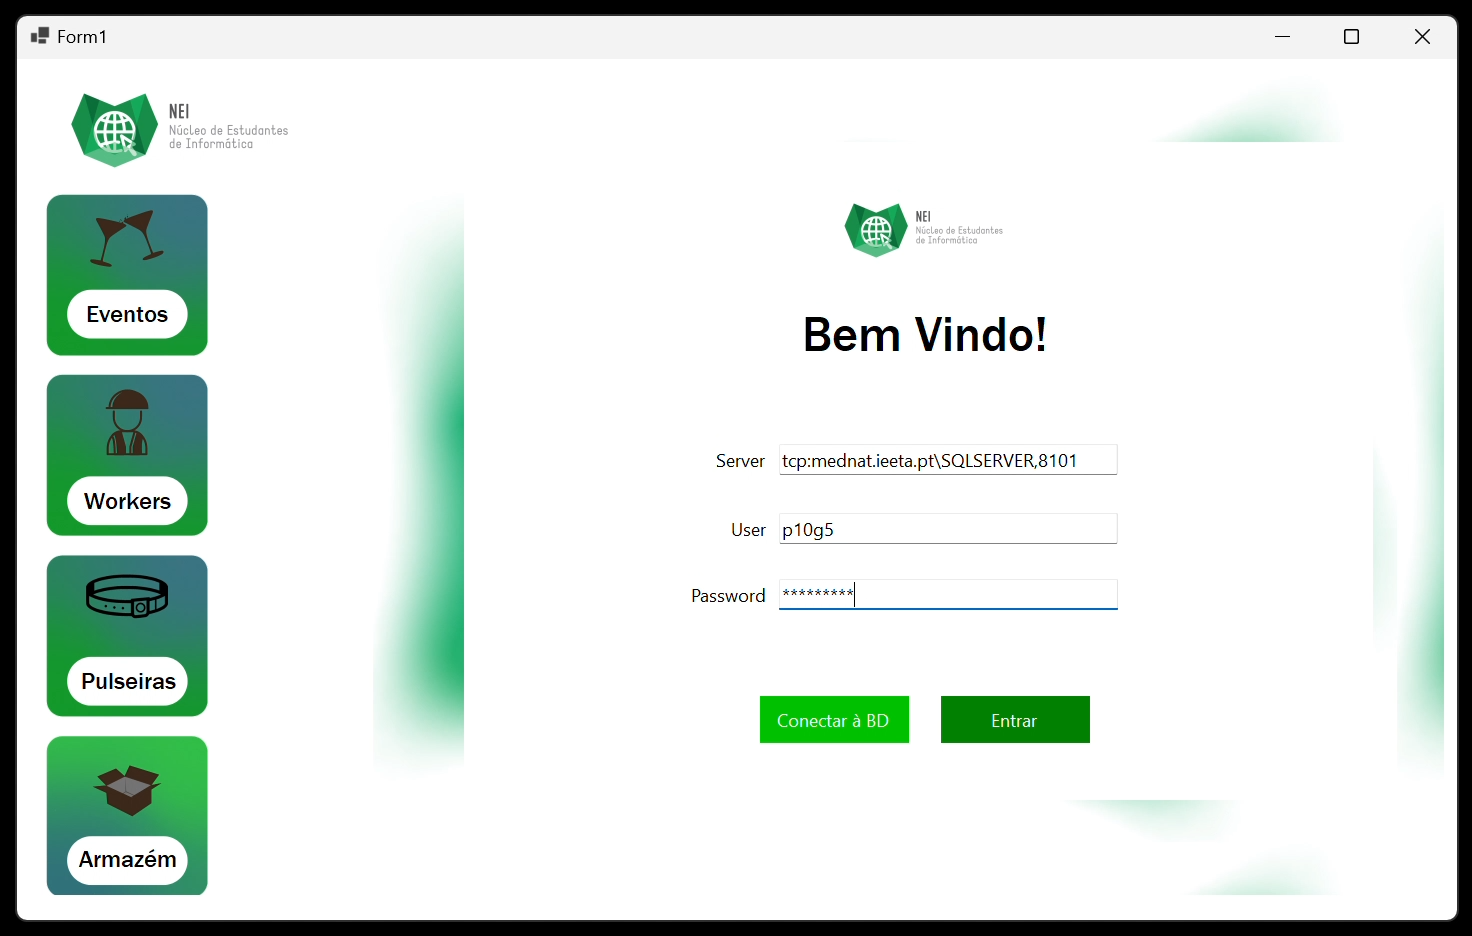 Form1
NEI
Núcleo de Estudantes
de Informática
Eventos
Workers
Pulseiras
Armazém
NEI
Núcleo de Estudantes
de Informática
Bem Vindo!
Server tcp:mednat.ieeta.pt\SQLSERVER,8101
User p10g5
Password *********
Conectar à BD Entrar